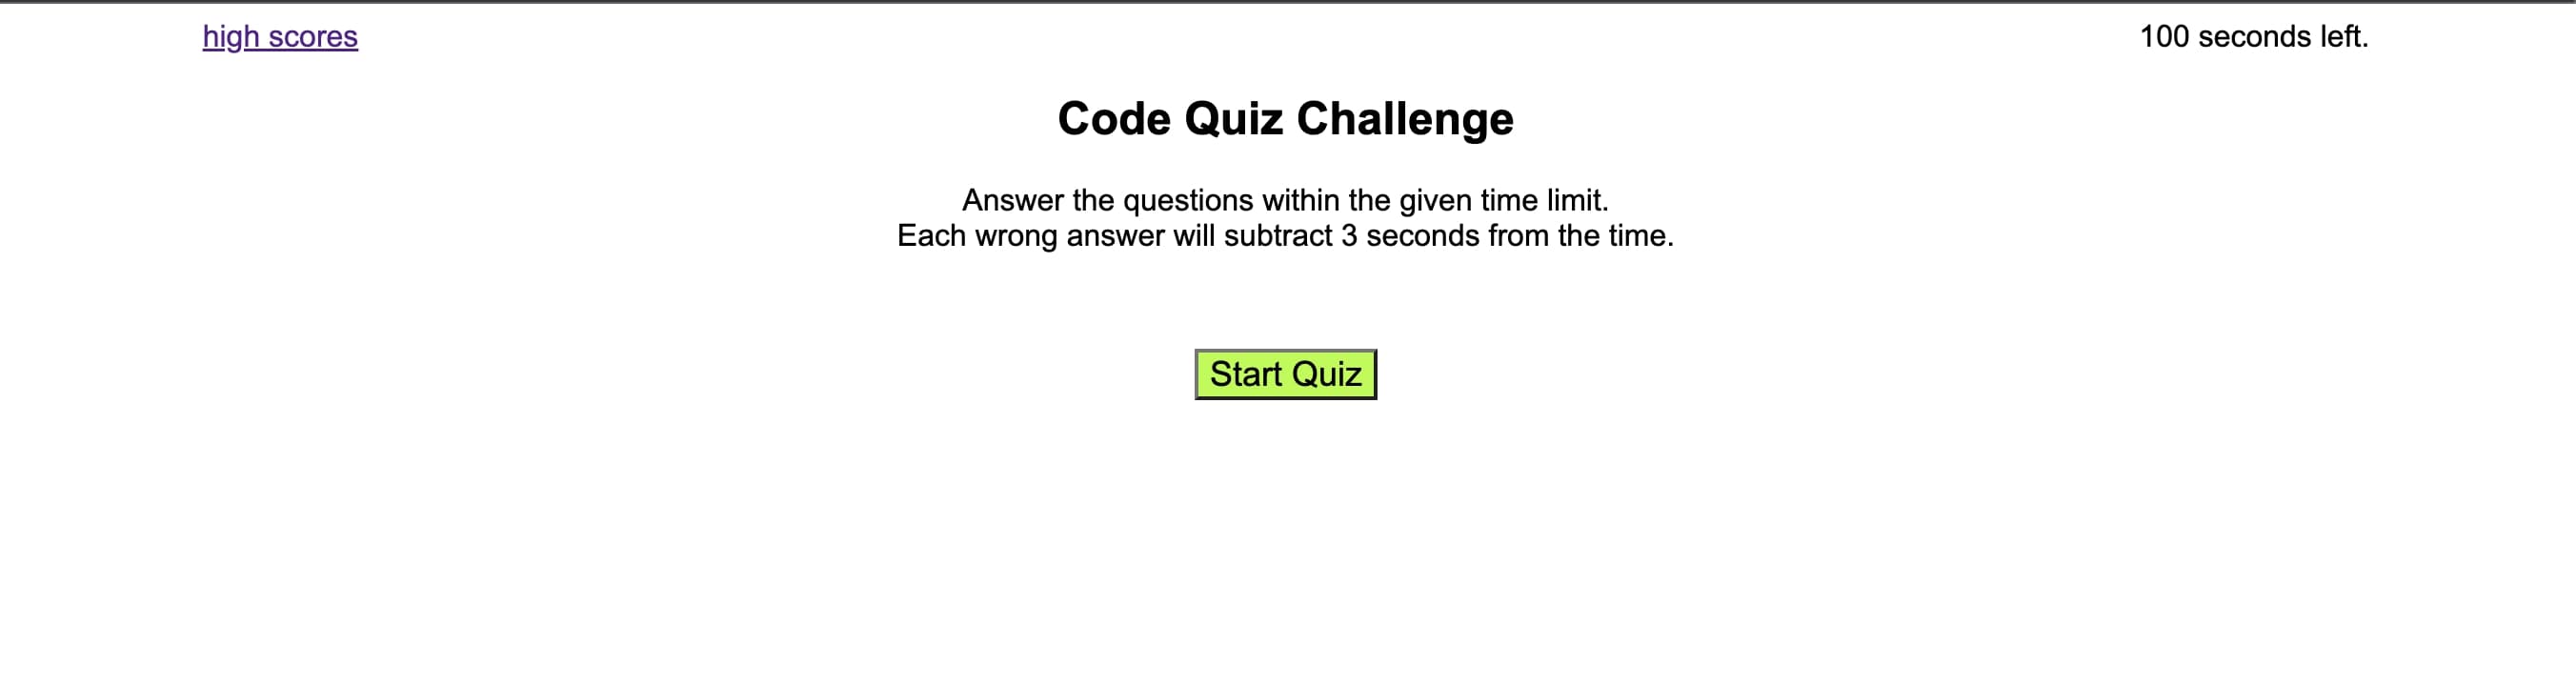 high scores
100 seconds left.
Code Quiz Challenge
Answer the questions within the given time limit.
Each wrong answer will subtract 3 seconds from the time.
Start Quiz